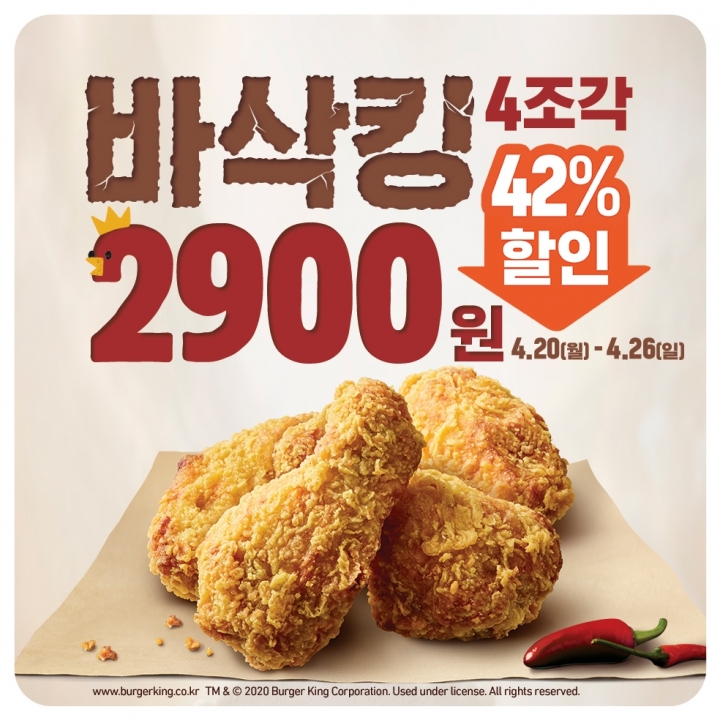 바삭킹 4조각
42%
할인
2900원
4.20(월) - 4.26(일)
www.burgerking.co.kr TM & © 2020 Burger King Corporation. Used under license. All rights reserved.